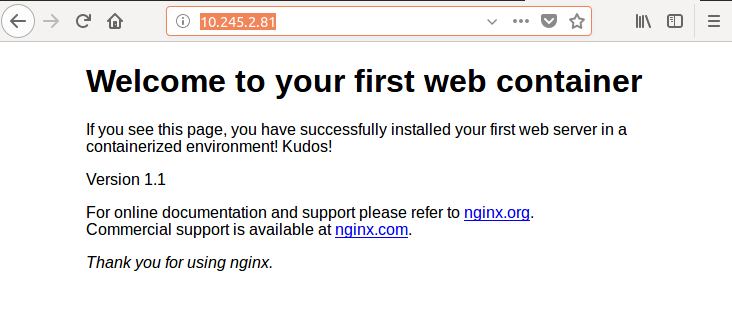 10.245.2.81
Welcome to your first web container
If you see this page, you have successfully installed your first web server in a
containerized environment! Kudos!
Version 1.1
For online documentation and support please refer to nginx.org.
Commercial support is available at nginx.com.
Thank you for using nginx.